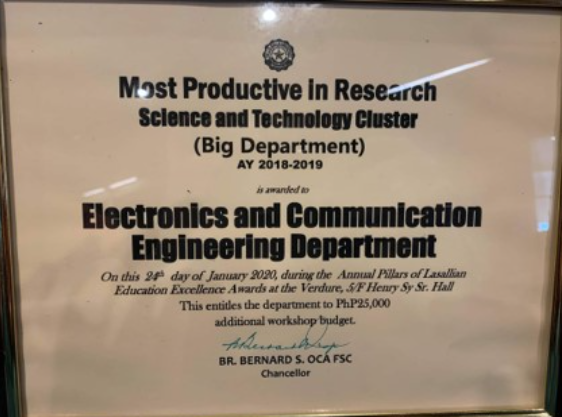 Most Productive in Research
Science and Technology Cluster
(Big Department)
AY 2018-2019
is awarded to
Electronics and Communication
Engineering Department
On this 24th day of January 2020, during the Annual Pillars of Lasallian
Education Excellence Awards at the Verdure, 5/F Henry Sy Sr. Hall
This entitles the department to PhP25,000
additional workshop budget.
BR. BERNARD S. OCA FSC
Chancellor